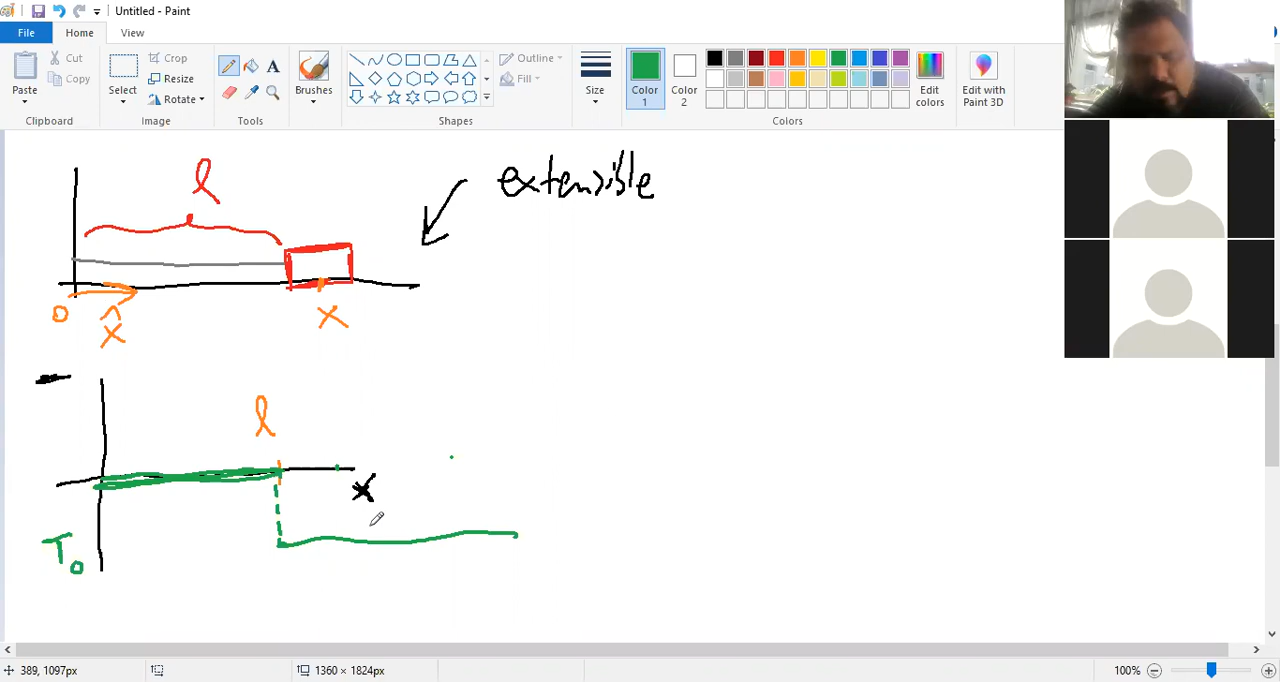 Untitled - Paint
File Home View
Paste
Cut
Copy
Clipboard
Select
Crop
Resize
Rotate
Image
A
Tools
Brushes
Shapes
Outline
Fill
Size
Color 1
Color 2
Edit colors
Colors
Edit with Paint 3D
l
extensible
0
x̂
x
l
x
T₀
389, 1097px
1360 × 1824px
100%